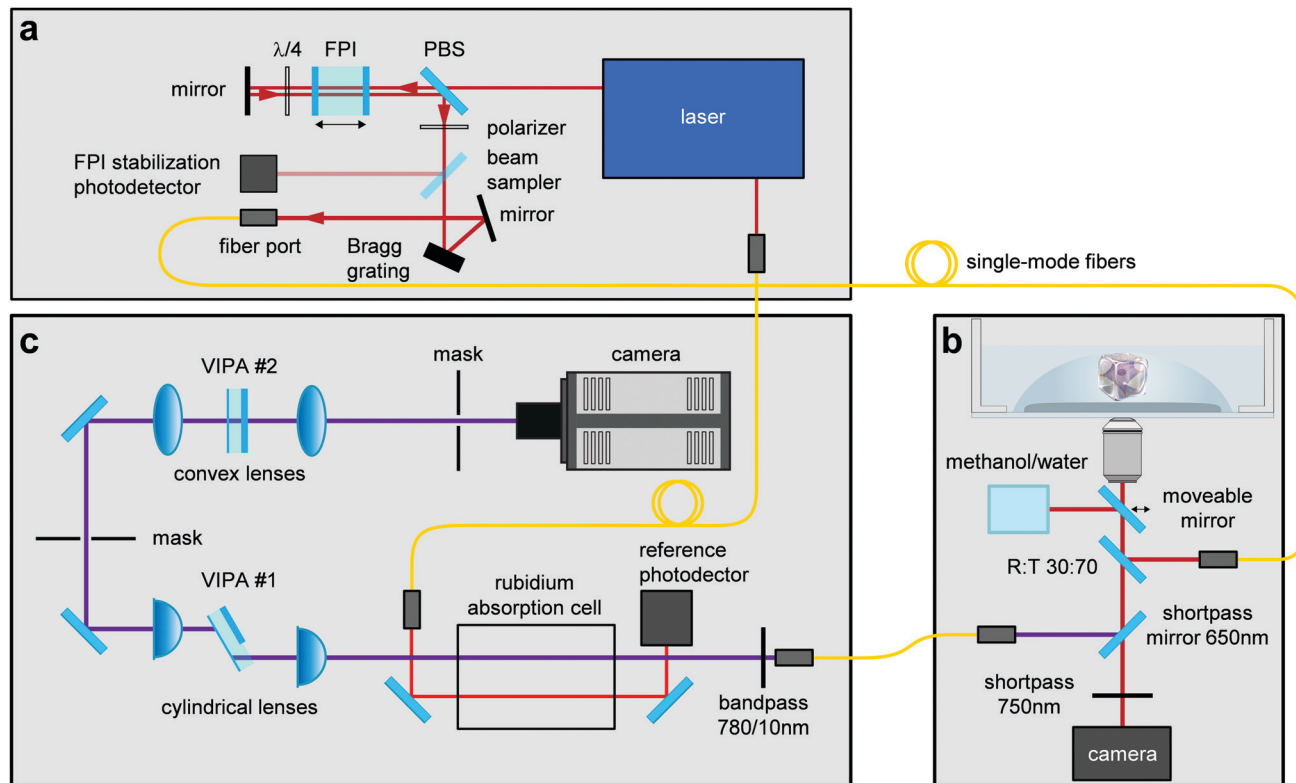 a
λ/4
FPI
PBS
mirror
laser
polarizer
FPI stabilization
photodetector
beam
sampler
mirror
fiber port
Bragg
grating
single-mode fibers
c
VIPA #2
mask
camera
convex lenses
mask
VIPA #1
cylindrical lenses
rubidium
absorption cell
reference
photodector
bandpass
780/10nm
b
methanol/water
moveable
mirror
R:T 30:70
shortpass
mirror 650nm
shortpass
750nm
camera